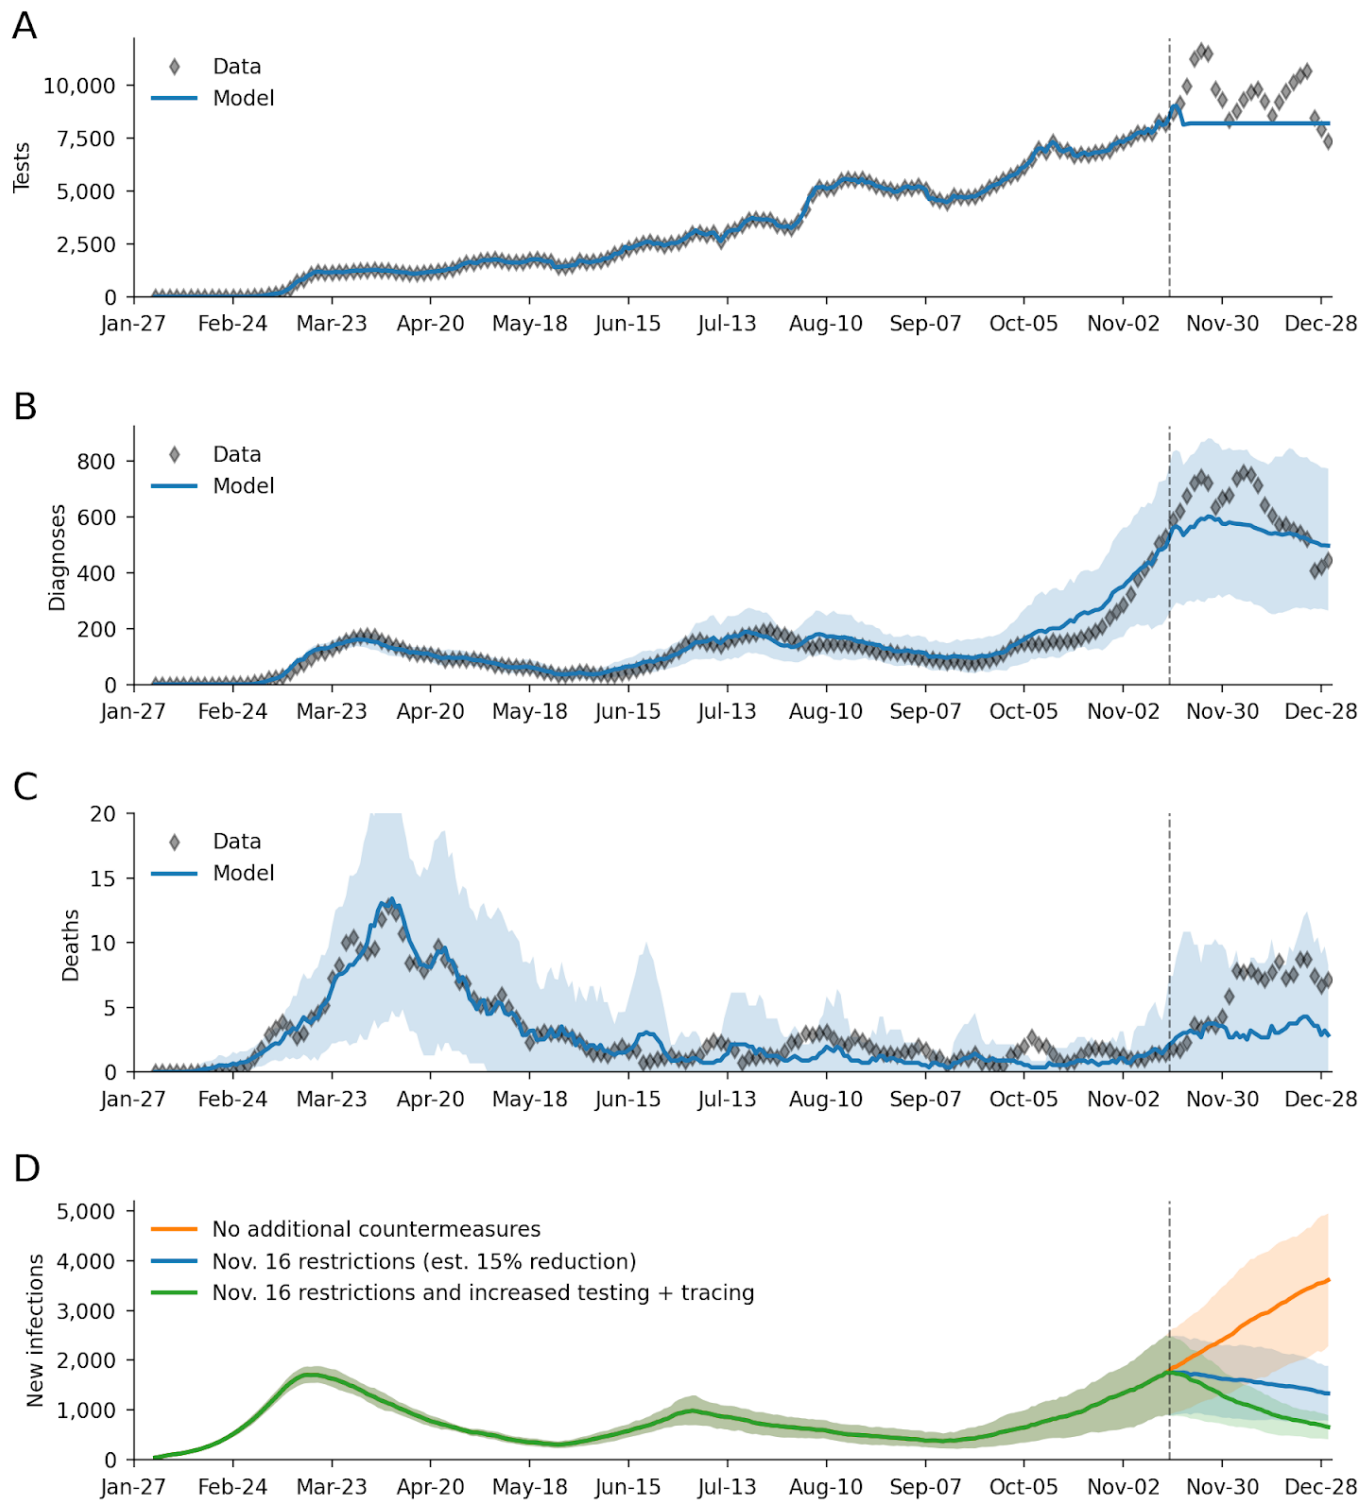 A
Data
Model
Tests
10,000
7,500
5,000
2,500
0
Jan-27 Feb-24 Mar-23 Apr-20 May-18 Jun-15 Jul-13 Aug-10 Sep-07 Oct-05 Nov-02 Nov-30 Dec-28
B
Data
Model
Diagnoses
800
600
400
200
0
Jan-27 Feb-24 Mar-23 Apr-20 May-18 Jun-15 Jul-13 Aug-10 Sep-07 Oct-05 Nov-02 Nov-30 Dec-28
C
Data
Model
Deaths
20
15
10
5
0
Jan-27 Feb-24 Mar-23 Apr-20 May-18 Jun-15 Jul-13 Aug-10 Sep-07 Oct-05 Nov-02 Nov-30 Dec-28
D
No additional countermeasures
Nov. 16 restrictions (est. 15% reduction)
Nov. 16 restrictions and increased testing + tracing
New infections
5,000
4,000
3,000
2,000
1,000
0
Jan-27 Feb-24 Mar-23 Apr-20 May-18 Jun-15 Jul-13 Aug-10 Sep-07 Oct-05 Nov-02 Nov-30 Dec-28